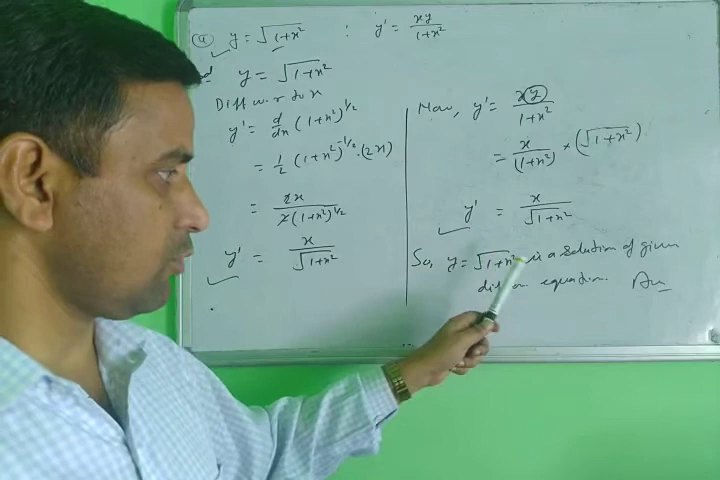 ④ y = √1+x² : y' = xy/1+x²
y = √1+x²
Diff w.r. to x
y' = d/dx (1+x²)^1/2
= 1/2 (1+x²)^-1/2 · (2x)
= 2x/2(1+x²)^1/2
y' = x/√1+x²
Now, y' = xy/1+x²
= x/(1+x²) × (√1+x²)
y' = x/√1+x²
So, y = √1+x² is a solution of given
equation. Ans